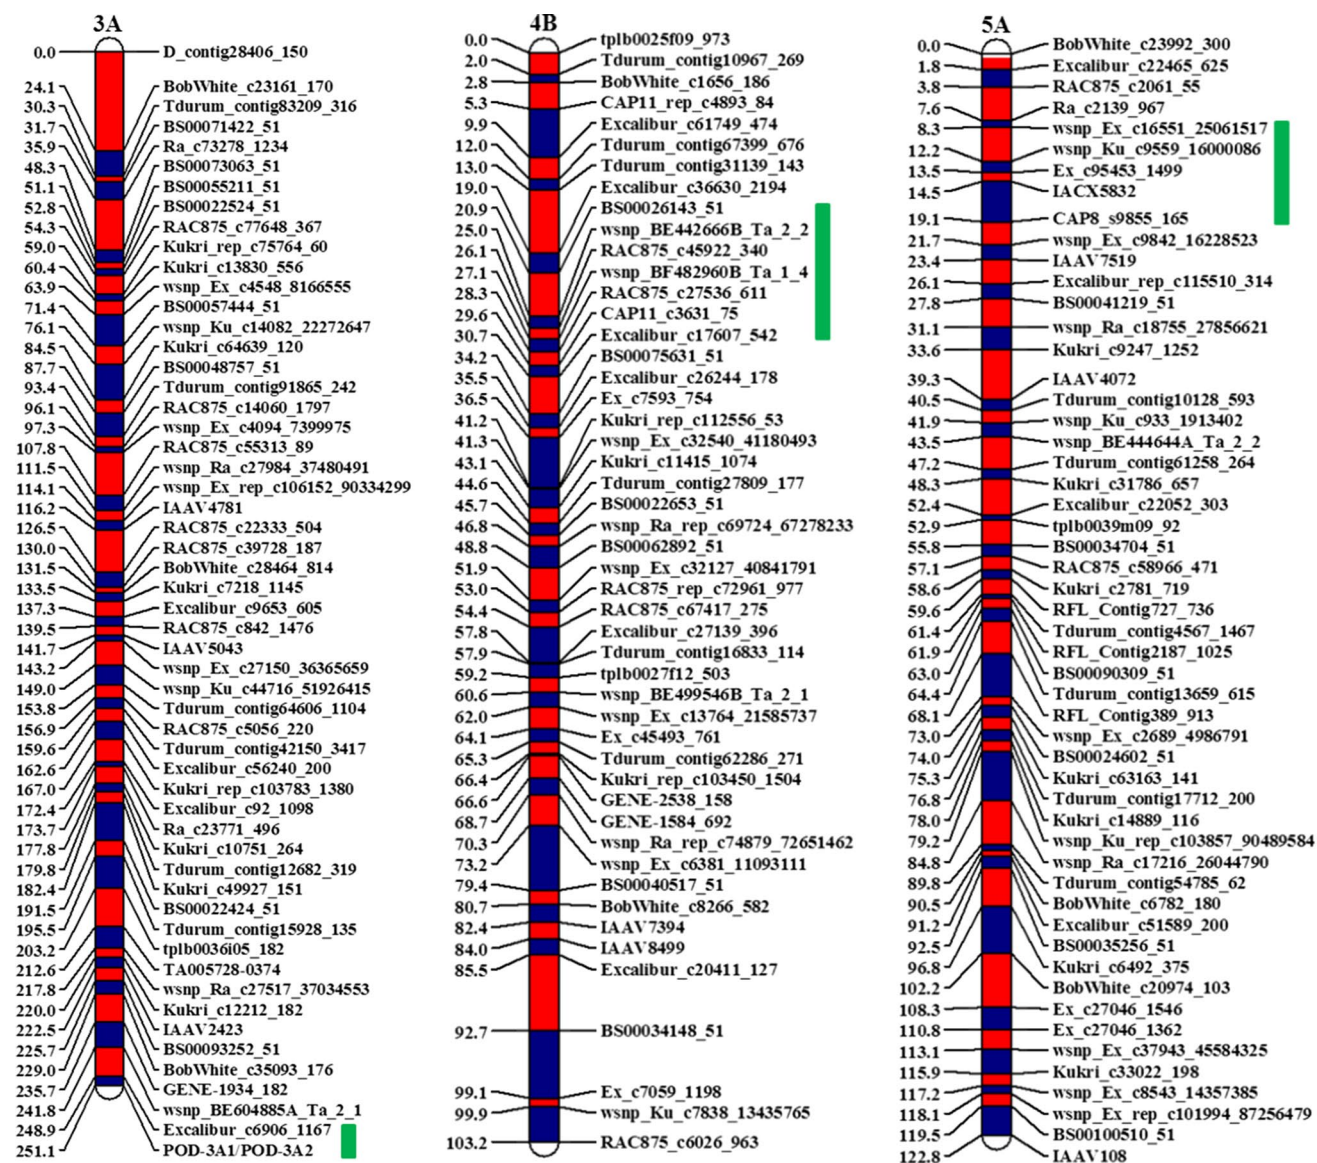 3A
0.0 D_contig28406_150
24.1 BobWhite_c23161_170
30.3 Tdurum_contig83209_316
31.7 BS00071422_51
35.9 Ra_c73278_1234
48.3 BS00073063_51
51.1 BS00055211_51
52.8 BS00022524_51
54.3 RAC875_c77648_367
59.0 Kukri_rep_c75764_60
60.4 Kukri_c13830_556
63.9 wsnp_Ex_c4548_8166555
71.4 BS00057444_51
76.1 wsnp_Ku_c14082_22272647
84.5 Kukri_c64639_120
87.7 BS00048757_51
93.4 Tdurum_contig91865_242
96.1 RAC875_c14060_1797
97.3 wsnp_Ex_c4094_7399975
107.8 RAC875_c55313_89
111.5 wsnp_Ra_c27984_37480491
114.1 wsnp_Ex_rep_c106152_90334299
116.2 IAAV4781
126.5 RAC875_c22333_504
130.0 RAC875_c39728_187
131.5 BobWhite_c28464_814
133.5 Kukri_c7218_1145
137.3 Excalibur_c9653_605
139.5 RAC875_c842_1476
141.7 IAAV5043
143.2 wsnp_Ex_c27150_36365659
149.0 wsnp_Ku_c44716_51926415
153.8 Tdurum_contig64606_1104
156.9 RAC875_c5056_220
159.6 Tdurum_contig42150_3417
162.6 Excalibur_c56240_200
167.0 Kukri_rep_c103783_1380
172.4 Excalibur_c92_1098
173.7 Ra_c23771_496
177.8 Kukri_c10751_264
179.8 Tdurum_contig12682_319
182.4 Kukri_c49927_151
191.5 BS00022424_51
195.5 Tdurum_contig15928_135
203.2 tplb0036i05_182
212.6 TA005728-0374
217.8 wsnp_Ra_c27517_37034553
220.0 Kukri_c12212_182
222.5 IAAV2423
225.7 BS00093252_51
229.0 BobWhite_c35093_176
235.7 GENE-1934_182
241.8 wsnp_BE604885A_Ta_2_1
248.9 Excalibur_c6906_1167
251.1 POD-3A1/POD-3A2
4B
0.0 tplb0025f09_973
2.0 Tdurum_contig10967_269
2.8 BobWhite_c1656_186
5.3 CAP11_rep_c4893_84
9.9 Excalibur_c61749_474
12.0 Tdurum_contig67399_676
13.0 Tdurum_contig31139_143
19.0 Excalibur_c36630_2194
20.9 BS00026143_51
25.0 wsnp_BE442666B_Ta_2_2
26.1 RAC875_c45922_340
27.1 wsnp_BF482960B_Ta_1_4
28.3 RAC875_c27536_611
29.6 CAP11_c3631_75
30.7 Excalibur_c17607_542
34.2 BS00075631_51
35.5 Excalibur_c26244_178
36.5 Ex_c7593_754
41.2 Kukri_rep_c112556_53
41.3 wsnp_Ex_c32540_41180493
43.1 Kukri_c11415_1074
44.6 Tdurum_contig27809_177
45.7 BS00022653_51
46.8 wsnp_Ra_rep_c69724_67278233
48.8 BS00062892_51
51.9 wsnp_Ex_c32127_40841791
53.0 RAC875_rep_c72961_977
54.4 RAC875_c67417_275
57.8 Excalibur_c27139_396
57.9 Tdurum_contig16833_114
59.2 tplb0027f12_503
60.6 wsnp_BE499546B_Ta_2_1
62.0 wsnp_Ex_c13764_21585737
64.1 Ex_c45493_761
65.3 Tdurum_contig62286_271
66.4 Kukri_rep_c103450_1504
66.6 GENE-2538_158
68.7 GENE-1584_692
70.3 wsnp_Ra_rep_c74879_72651462
73.2 wsnp_Ex_c6381_11093111
79.4 BS00040517_51
80.7 BobWhite_c8266_582
82.4 IAAV7394
84.0 IAAV8499
85.5 Excalibur_c20411_127
92.7 BS00034148_51
99.1 Ex_c7059_1198
99.9 wsnp_Ku_c7838_13435765
103.2 RAC875_c6026_963
5A
0.0 BobWhite_c23992_300
1.8 Excalibur_c22465_625
3.8 RAC875_c2061_55
7.6 Ra_c2139_967
8.3 wsnp_Ex_c16551_25061517
12.2 wsnp_Ku_c9559_16000086
13.5 Ex_c95453_1499
14.5 IACX5832
19.1 CAP8_s9855_165
21.7 wsnp_Ex_c9842_16228523
23.4 IAAV7519
26.1 Excalibur_rep_c115510_314
27.8 BS00041219_51
31.1 wsnp_Ra_c18755_27856621
33.6 Kukri_c9247_1252
39.3 IAAV4072
40.5 Tdurum_contig10128_593
41.9 wsnp_Ku_c933_1913402
43.5 wsnp_BE444644A_Ta_2_2
47.2 Tdurum_contig61258_264
48.3 Kukri_c31786_657
52.4 Excalibur_c22052_303
52.9 tplb0039m09_92
55.8 BS00034704_51
57.1 RAC875_c58966_471
58.6 Kukri_c2781_719
59.6 RFL_Contig727_736
61.4 Tdurum_contig4567_1467
61.9 RFL_Contig2187_1025
63.0 BS00090309_51
64.4 Tdurum_contig13659_615
68.1 RFL_Contig389_913
73.0 wsnp_Ex_c2689_4986791
74.0 BS00024602_51
75.3 Kukri_c63163_141
76.8 Tdurum_contig17712_200
78.0 Kukri_c14889_116
79.2 wsnp_Ku_rep_c103857_90489584
84.8 wsnp_Ra_c17216_26044790
89.8 Tdurum_contig54785_62
90.5 BobWhite_c6782_180
91.2 Excalibur_c51589_200
92.5 BS00035256_51
96.8 Kukri_c6492_375
102.2 BobWhite_c20974_103
108.3 Ex_c27046_1546
110.8 Ex_c27046_1362
113.1 wsnp_Ex_c37943_45584325
115.9 Kukri_c33022_198
117.2 wsnp_Ex_c8543_14357385
118.1 wsnp_Ex_rep_c101994_87256479
119.5 BS00100510_51
122.8 IAAV108